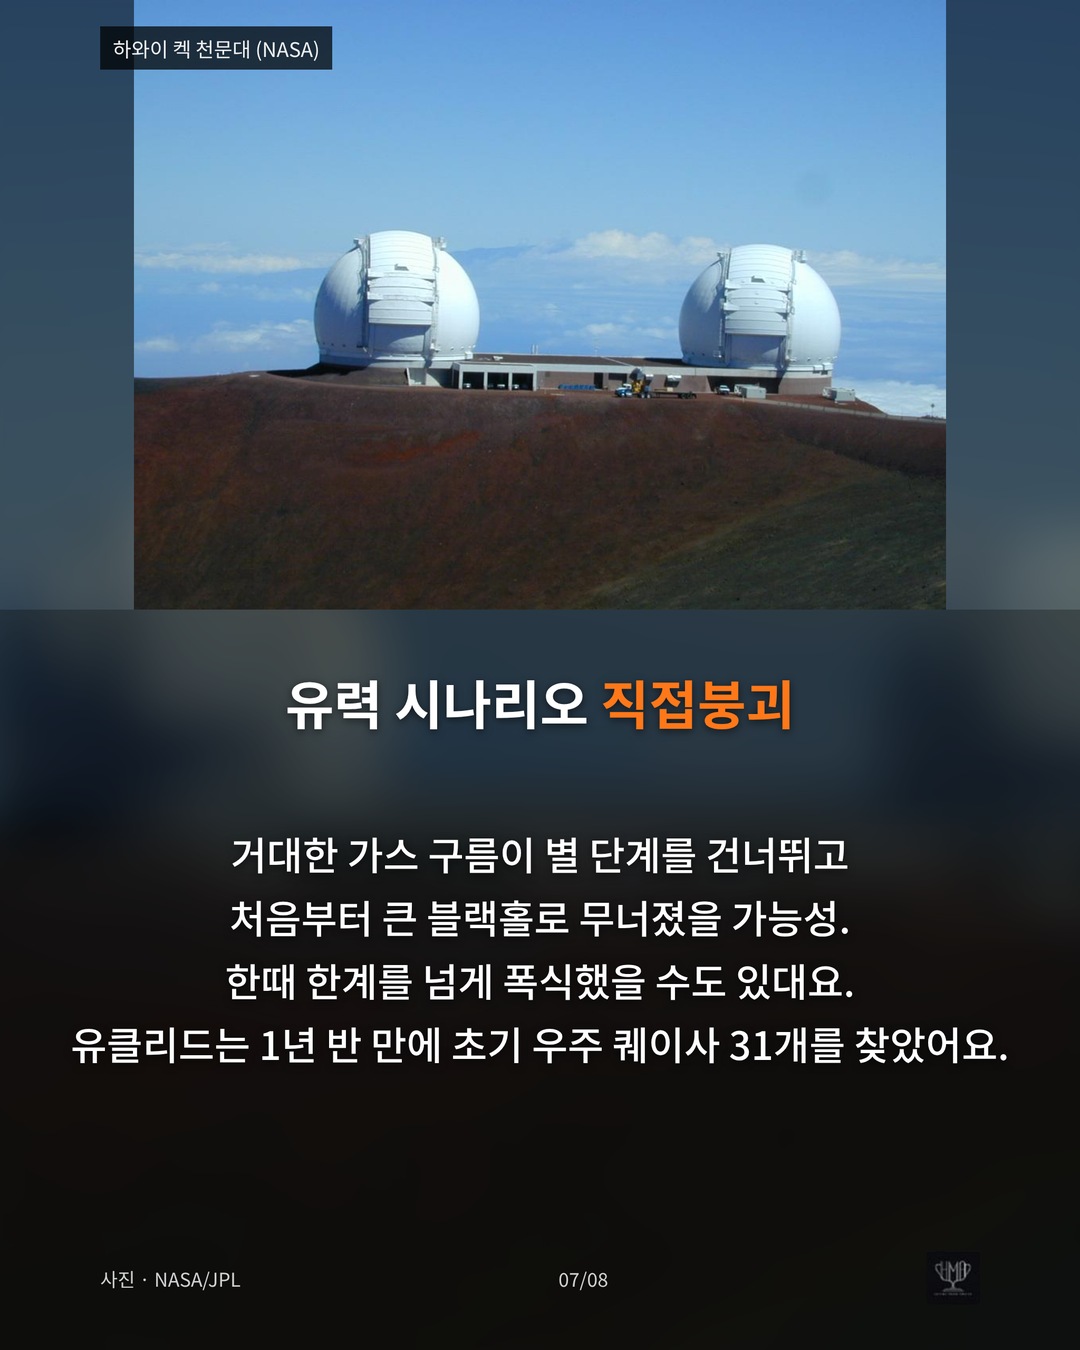 하와이 켁 천문대 (NASA)
유력 시나리오 직접붕괴
거대한 가스 구름이 별 단계를 건너뛰고
처음부터 큰 블랙홀로 무너졌을 가능성.
한때 한계를 넘게 폭식했을 수도 있대요.
유클리드는 1년 반 만에 초기 우주 퀘이사 31개를 찾았어요.
사진 · NASA/JPL
07/08